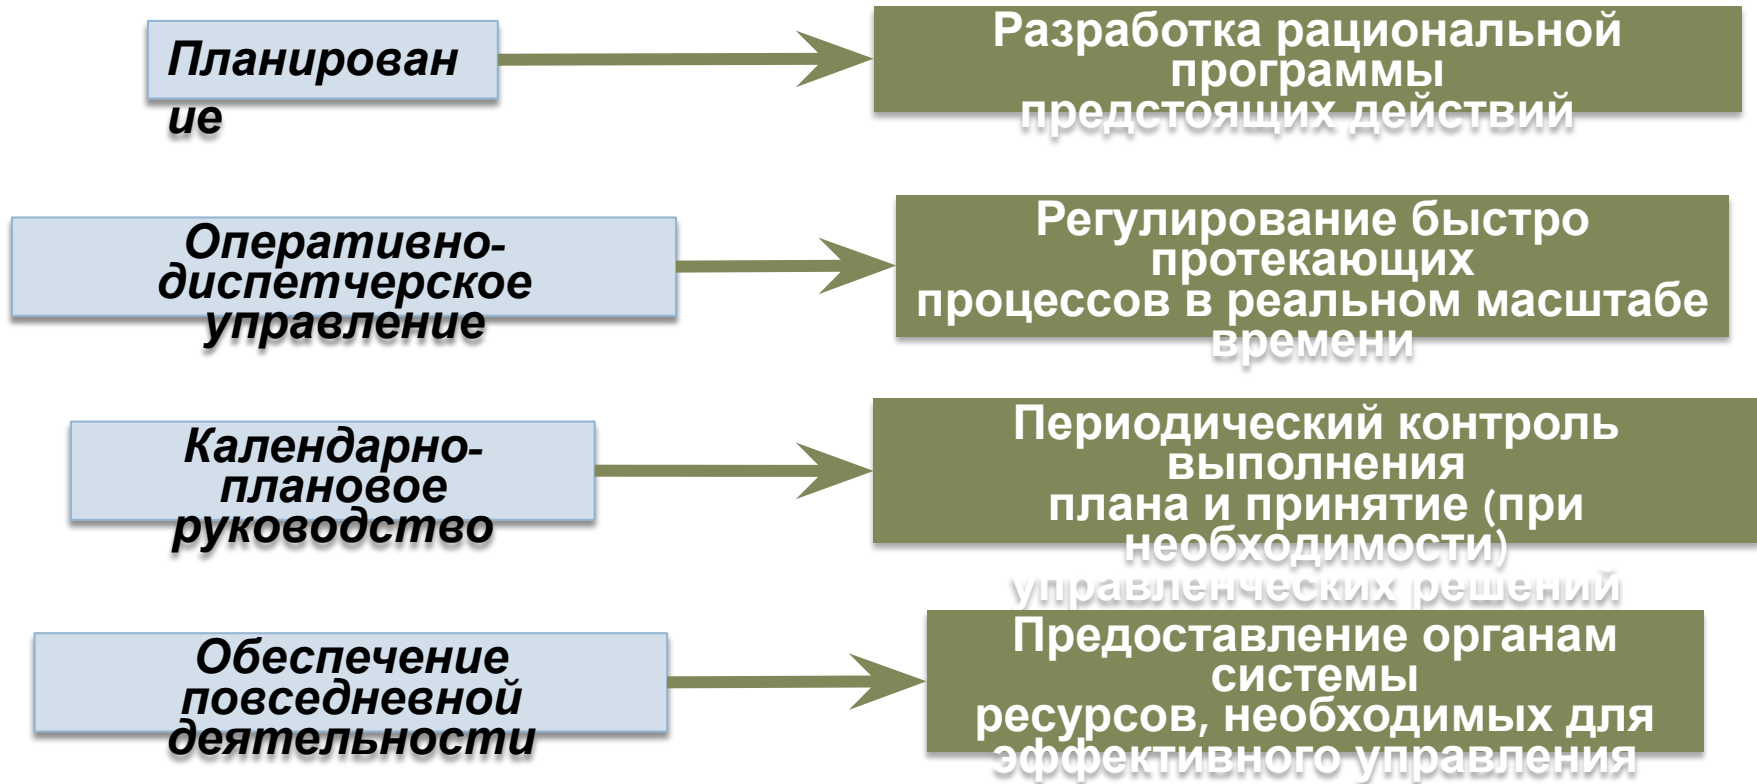 Планирован
ие
Разработка рациональной
программы
предстоящих действий
Оперативно-
диспетчерское
управление
Регулирование быстро
протекающих
процессов в реальном масштабе
времени
Календарно-
плановое
руководство
Периодический контроль
выполнения
плана и принятие (при
необходимости)
управленческих решений
Обеспечение
повседневной
деятельности
Предоставление органам
системы
ресурсов, необходимых для
эффективного управления